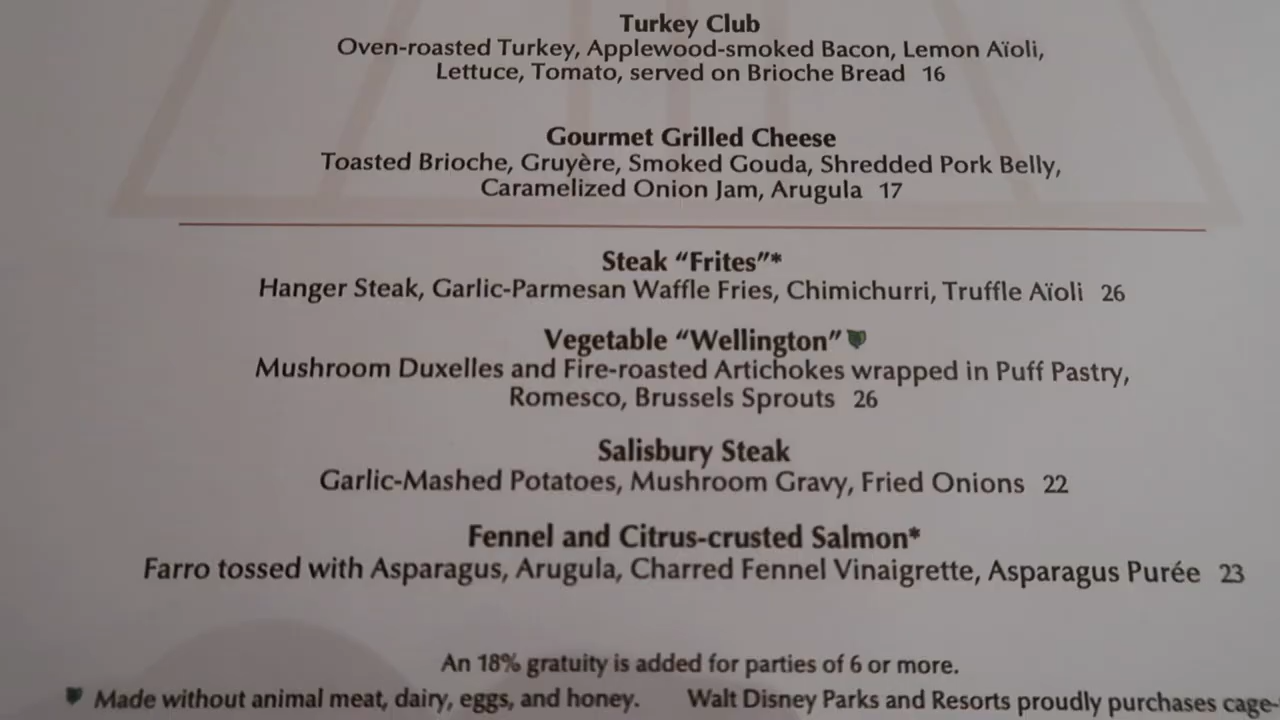 Turkey Club
Oven-roasted Turkey, Applewood-smoked Bacon, Lemon Aïoli,
Lettuce, Tomato, served on Brioche Bread 16
Gourmet Grilled Cheese
Toasted Brioche, Gruyère, Smoked Gouda, Shredded Pork Belly,
Caramelized Onion Jam, Arugula 17
Steak “Frites”*
Hanger Steak, Garlic-Parmesan Waffle Fries, Chimichurri, Truffle Aïoli 26
Vegetable “Wellington”
Mushroom Duxelles and Fire-roasted Artichokes wrapped in Puff Pastry,
Romesco, Brussels Sprouts 26
Salisbury Steak
Garlic-Mashed Potatoes, Mushroom Gravy, Fried Onions 22
Fennel and Citrus-crusted Salmon*
Farro tossed with Asparagus, Arugula, Charred Fennel Vinaigrette, Asparagus Purée 23
An 18% gratuity is added for parties of 6 or more.
Made without animal meat, dairy, eggs, and honey. Walt Disney Parks and Resorts proudly purchases cage-